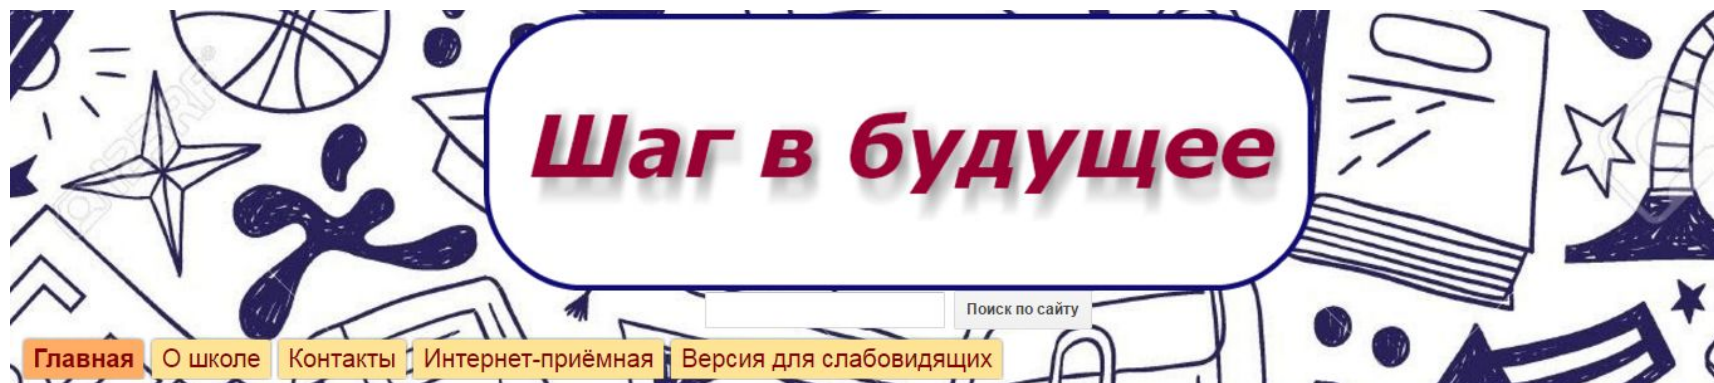 Шаг в будущее
Поиск по сайту
Главная О школе Контакты Интернет-приёмная Версия для слабовидящих